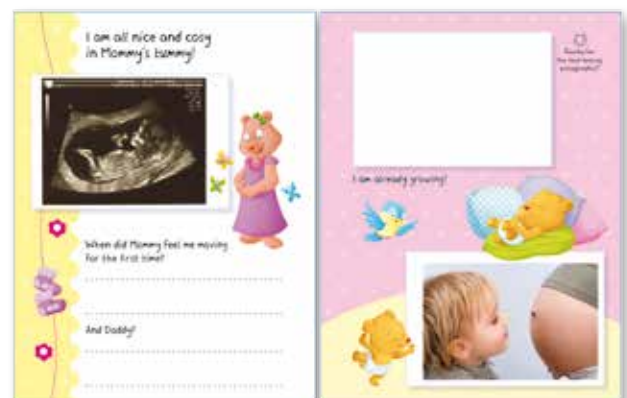 I am all nice and cosy
in Mommy's tummy!
When did Mommy feel me moving
for the first time?
And Daddy?
I am already growing!